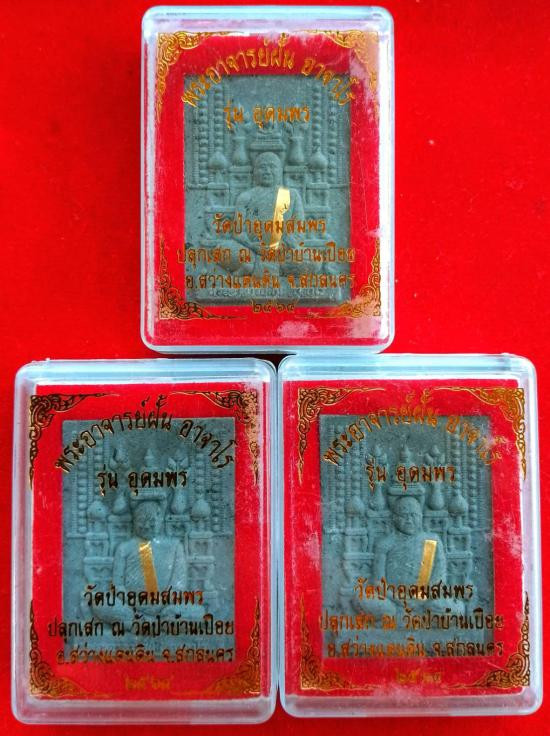 พระอาจารย์ฝั้น อาจาโร
รุ่น อุดมพร
วัดป่าอุดมสมพร
ปลุกเสก ณ วัดป่าบ้านเปือย
อ.สว่างแดนดิน จ.สกลนคร
๒๕๖๔
พระอาจารย์ฝั้น อาจาโร
รุ่น อุดมพร
วัดป่าอุดมสมพร
ปลุกเสก ณ วัดป่าบ้านเปือย
อ.สว่างแดนดิน จ.สกลนคร
๒๕๖๔
พระอาจารย์ฝั้น อาจาโร
รุ่น อุดมพร
วัดป่าอุดมสมพร
ปลุกเสก ณ วัดป่าบ้านเปือย
อ.สว่างแดนดิน จ.สกลนคร